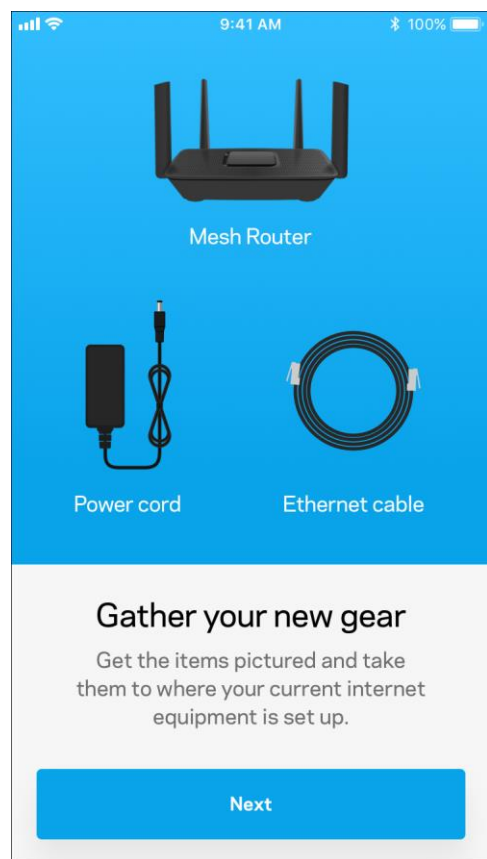 9:41 AM
100%
Mesh Router
Power cord
Ethernet cable
Gather your new gear
Get the items pictured and take
them to where your current internet
equipment is set up.
Next